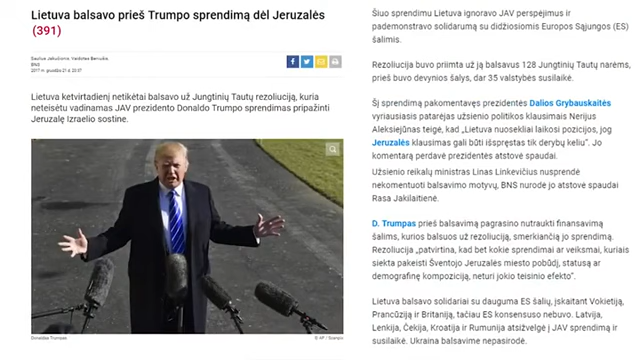 Lietuva balsavo prieš Trumpo sprendimą dėl Jeruzalės
(391)
BNS
2017 m. gruodžio 21 d. 20:57
Lietuva ketvirtadienį netikėtai balsavo už Jungtinių Tautų rezoliuciją, kuria
neteisėtu vadinamas JAV prezidento Donaldo Trumpo sprendimas pripažinti
Jeruzalę Izraelio sostine.
Donaldas Trumpas
© AP / Scanpix
Šiuo sprendimu Lietuva ignoravo JAV perspėjimus ir
pademonstravo solidarumą su didžiosiomis Europos Sąjungos (ES)
šalimis.
Rezoliucija buvo priimta už ją balsavus 128 Jungtinių Tautų narėms,
prieš buvo devynios šalys, dar 35 valstybės susilaikė.
Šį sprendimą pakomentavęs prezidentės Dalios Grybauskaitės
vyriausiasis patarėjas užsienio politikos klausimais Nerijus
Aleksiejūnas teigė, kad „Lietuva nuosekliai laikosi pozicijos, jog
Jeruzalės klausimas gali būti išspręstas tik derybų keliu“. Jo
komentarą perdavė prezidentės atstovė spaudai.
Užsienio reikalų ministras Linas Linkevičius nusprendė
nekomentuoti balsavimo motyvų, BNS nurodė jo atstovė spaudai
Rasa Jakilaitienė.
D. Trumpas prieš balsavimą pagrasino nutraukti finansavimą
šalims, kurios balsuos už rezoliuciją, smerkiančią jo sprendimą.
Rezoliucija „patvirtina, kad bet kokie sprendimai ar veiksmai, kuriais
siekta pakeisti Šventojo Jeruzalės miesto pobūdį, statusą ar
demografinę kompoziciją, neturi jokio teisinio efekto“.
Lietuva balsavo solidariai su dauguma ES šalių, įskaitant Vokietiją,
Prancūziją ir Britaniją, tačiau ES konsensuso nebuvo. Latvija,
Lenkija, Čekija, Kroatija ir Rumunija atsižvelgė į JAV sprendimą ir
susilaikė. Ukraina balsavime nepasirodė.